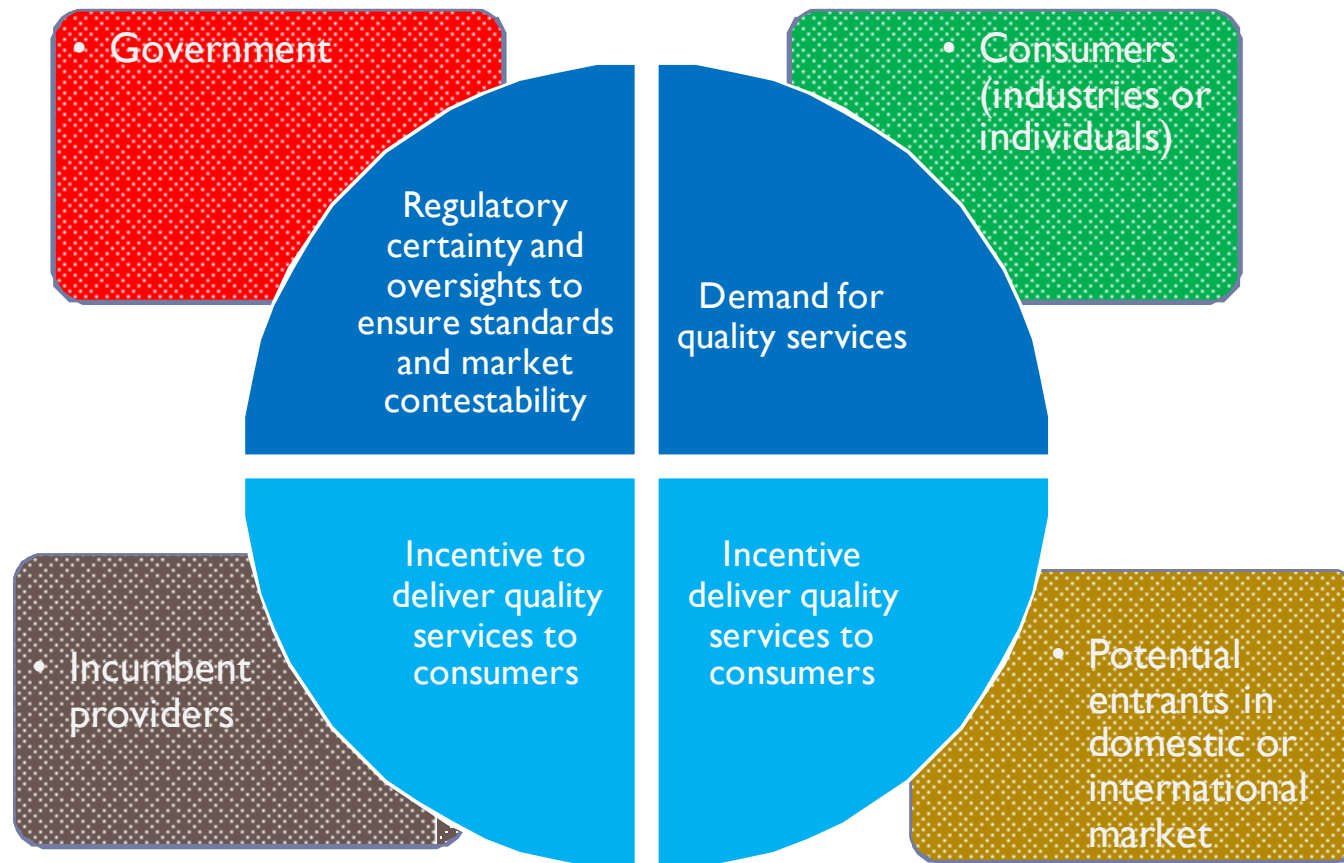 • Government
• Consumers
(industries or
individuals)
Regulatory
certainty and
oversights to
ensure standards
and market
contestability
Demand for
quality services
Incentive to
deliver quality
services to
consumers
Incentive
deliver quality
services to
consumers
• Incumbent
providers
• Potential
entrants in
domestic or
international
market